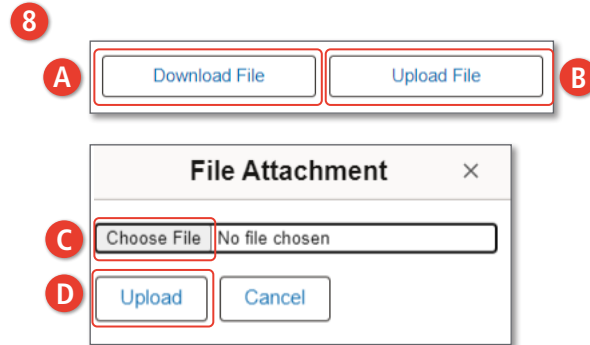 8
A Download File Upload File B
File Attachment ×
C Choose File No file chosen
D Upload Cancel